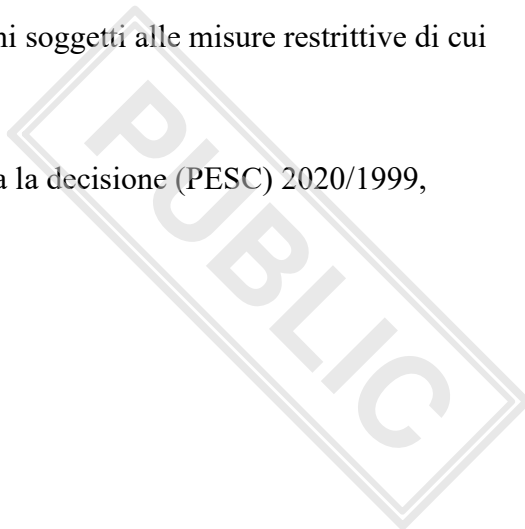 ni soggetti alle misure restrittive di cui
a la decisione (PESC) 2020/1999,
PUBLIC